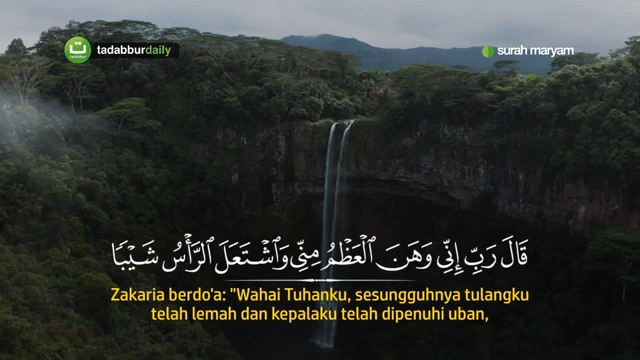 ت
tadabbur
tadabburdaily
surah maryam
قَالَ رَبِّ إِنِّي وَهَنَ ٱلْعَظْمُ مِنِّي وَٱشْتَعَلَ ٱلرَّأْسُ شَيْبًا
Zakaria berdo'a: "Wahai Tuhanku, sesungguhnya tulangku
telah lemah dan kepalaku telah dipenuhi uban,